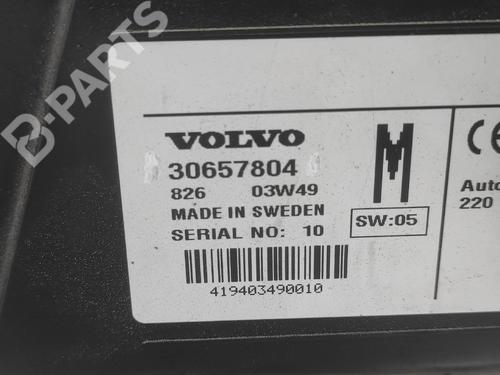 B-PARTS
VOLVO
30657804
826 03W49
MADE IN SWEDEN
SERIAL NO: 10
419403490010
M
SW:05
CE
Auto
220